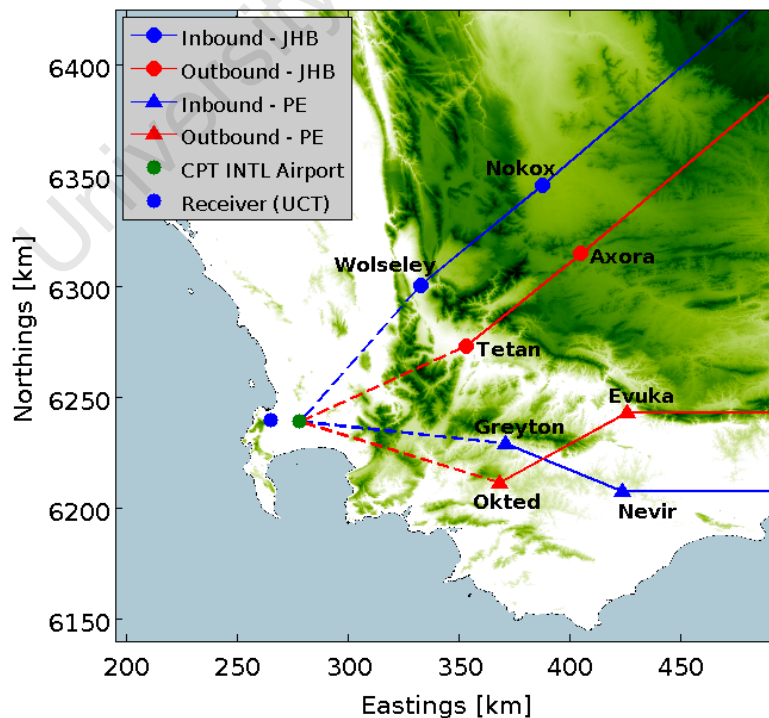 Inbound - JHB
Outbound - JHB
Inbound - PE
Outbound - PE
CPT INTL Airport
Receiver (UCT)
University
Nokox
Wolseley
Axora
Tetan
Evuka
Greyton
Okted
Nevir
Northings [km]
6400
6350
6300
6250
6200
6150
200
250
300
350
400
450
Eastings [km]